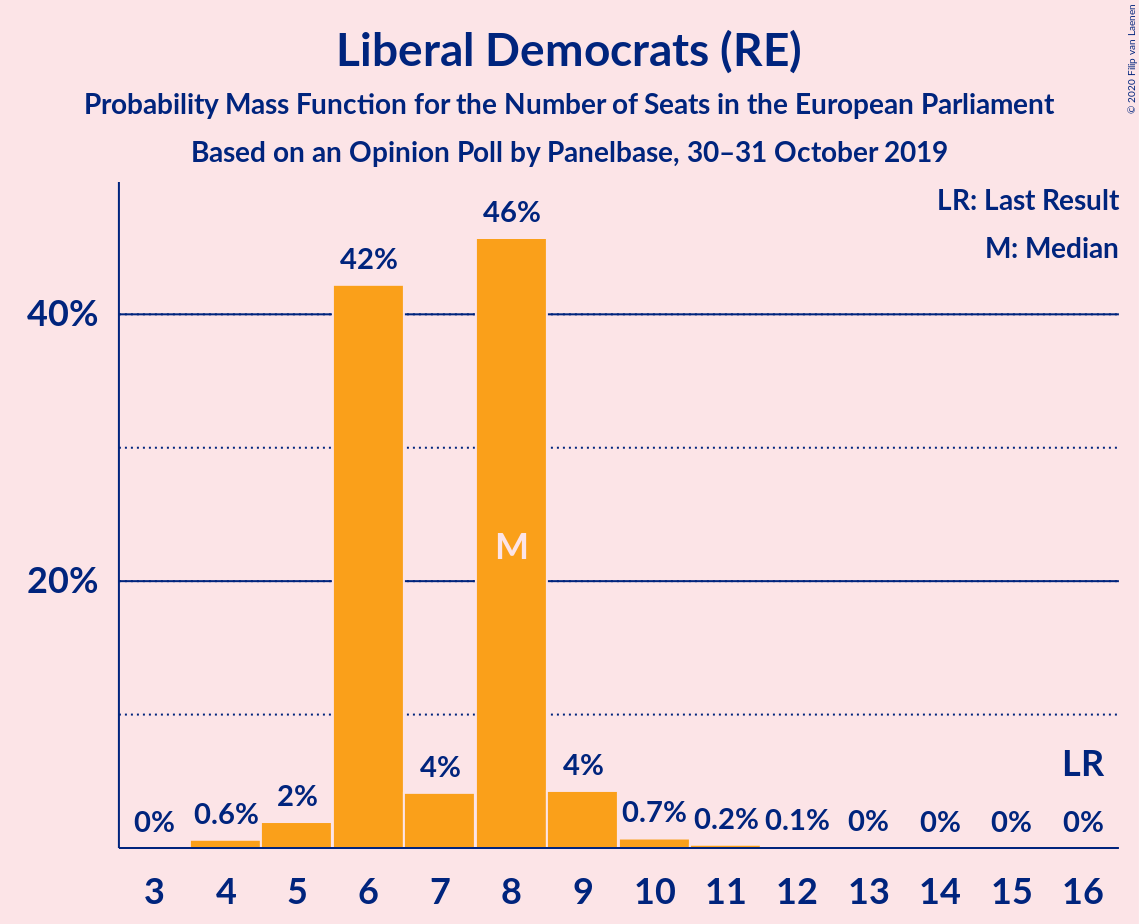 Liberal Democrats (RE)
Probability Mass Function for the Number of Seats in the European Parliament
Based on an Opinion Poll by Panelbase, 30–31 October 2019
© 2020 Filip van Laenen
LR: Last Result
M: Median
40%
20%
0%
0.6%
2%
42%
4%
46%
M
4%
0.7%
0.2%
0.1%
0%
0%
0%
LR
0%
3 4 5 6 7 8 9 10 11 12 13 14 15 16